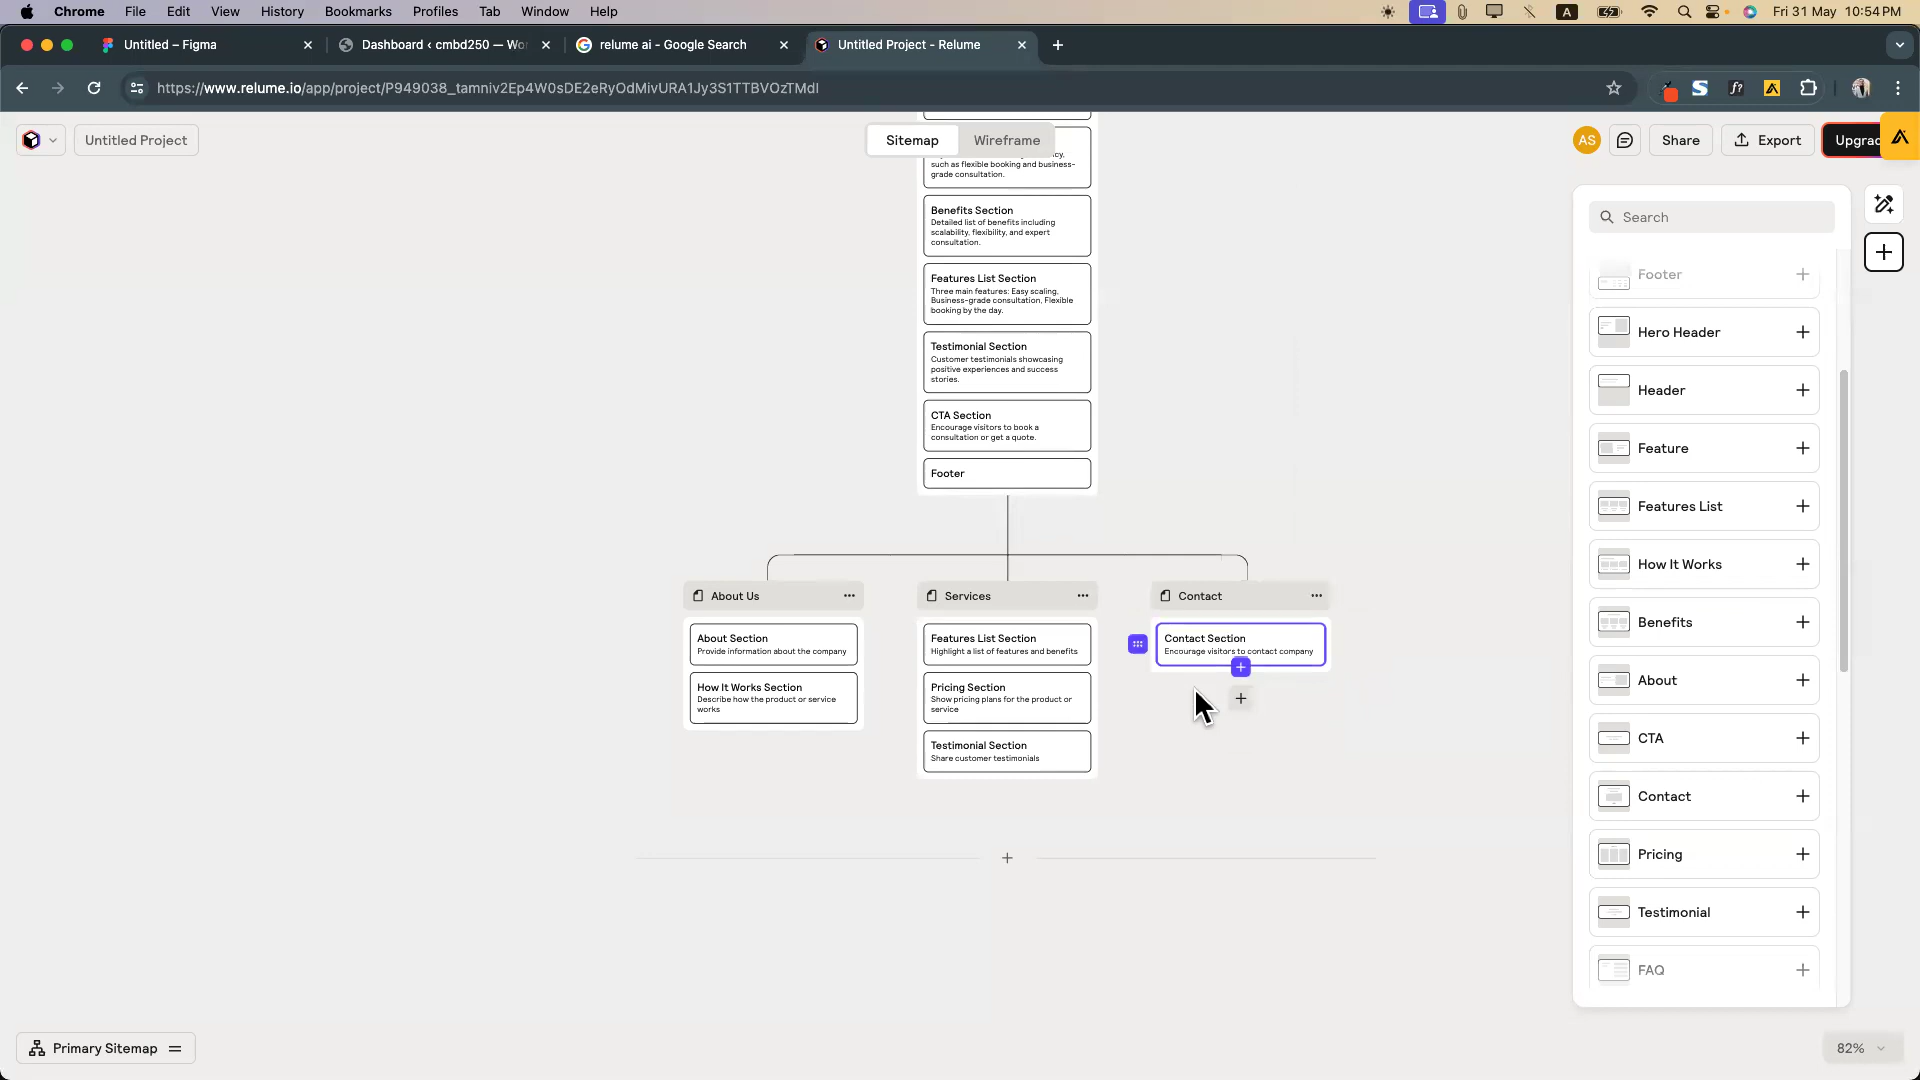 Chrome File Edit View History Bookmarks Profiles Tab Window Help
A
Fri 31 May 10:54 PM
Untitled – Figma
Dashboard ‹ cmbd250 — Wor
relume ai - Google Search
Untitled Project - Relume
https://www.relume.io/app/project/P949038_tamniv2Ep4W0sDE2eRyOdMivURA1Jy3S1TTBVOzTMdI
S
f?
Untitled Project
Sitemap
Wireframe
AS
Share
Export
Upgrad
such as flexible booking and business-
grade consultation.
Benefits Section
Detailed list of benefits including
scalability, flexibility, and expert
consultation.
Features List Section
Three main features: Easy scaling,
Business-grade consultation, Flexible
booking by the day.
Testimonial Section
Customer testimonials showcasing
positive experiences and success
stories.
CTA Section
Encourage visitors to book a
consultation or get a quote.
Footer
About Us
About Section
Provide information about the company
How It Works Section
Describe how the product or service
works
Services
Features List Section
Highlight a list of features and benefits
Pricing Section
Show pricing plans for the product or
service
Testimonial Section
Share customer testimonials
Contact
Contact Section
Encourage visitors to contact company
Search
Footer
Hero Header
Header
Feature
Features List
How It Works
Benefits
About
CTA
Contact
Pricing
Testimonial
FAQ
Primary Sitemap
82%